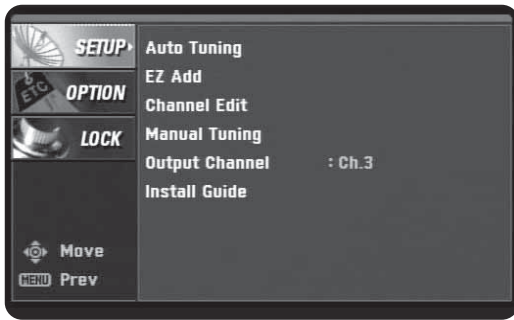 SETUP
ETC OPTION
LOCK
Auto Tuning
EZ Add
Channel Edit
Manual Tuning
Output Channel : Ch.3
Install Guide
Move
MENU Prev